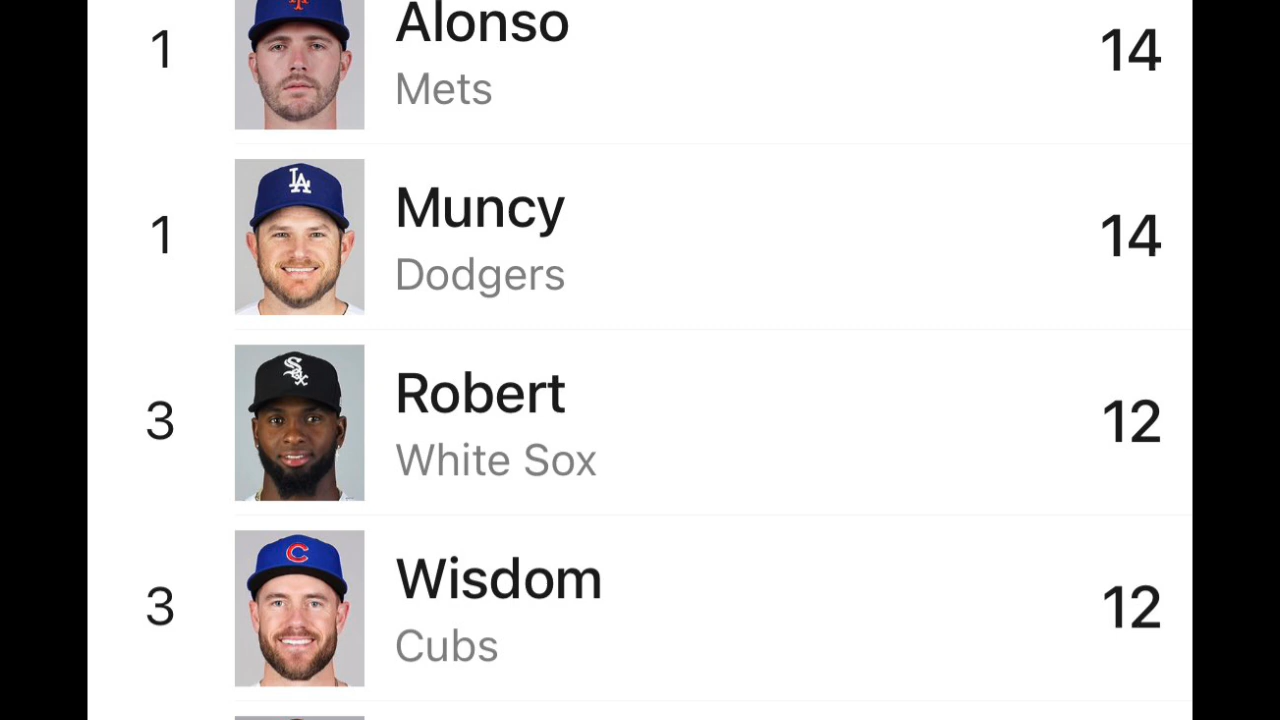 1 Alonso 14
Mets
1 Muncy 14
Dodgers
3 Robert 12
White Sox
3 Wisdom 12
Cubs